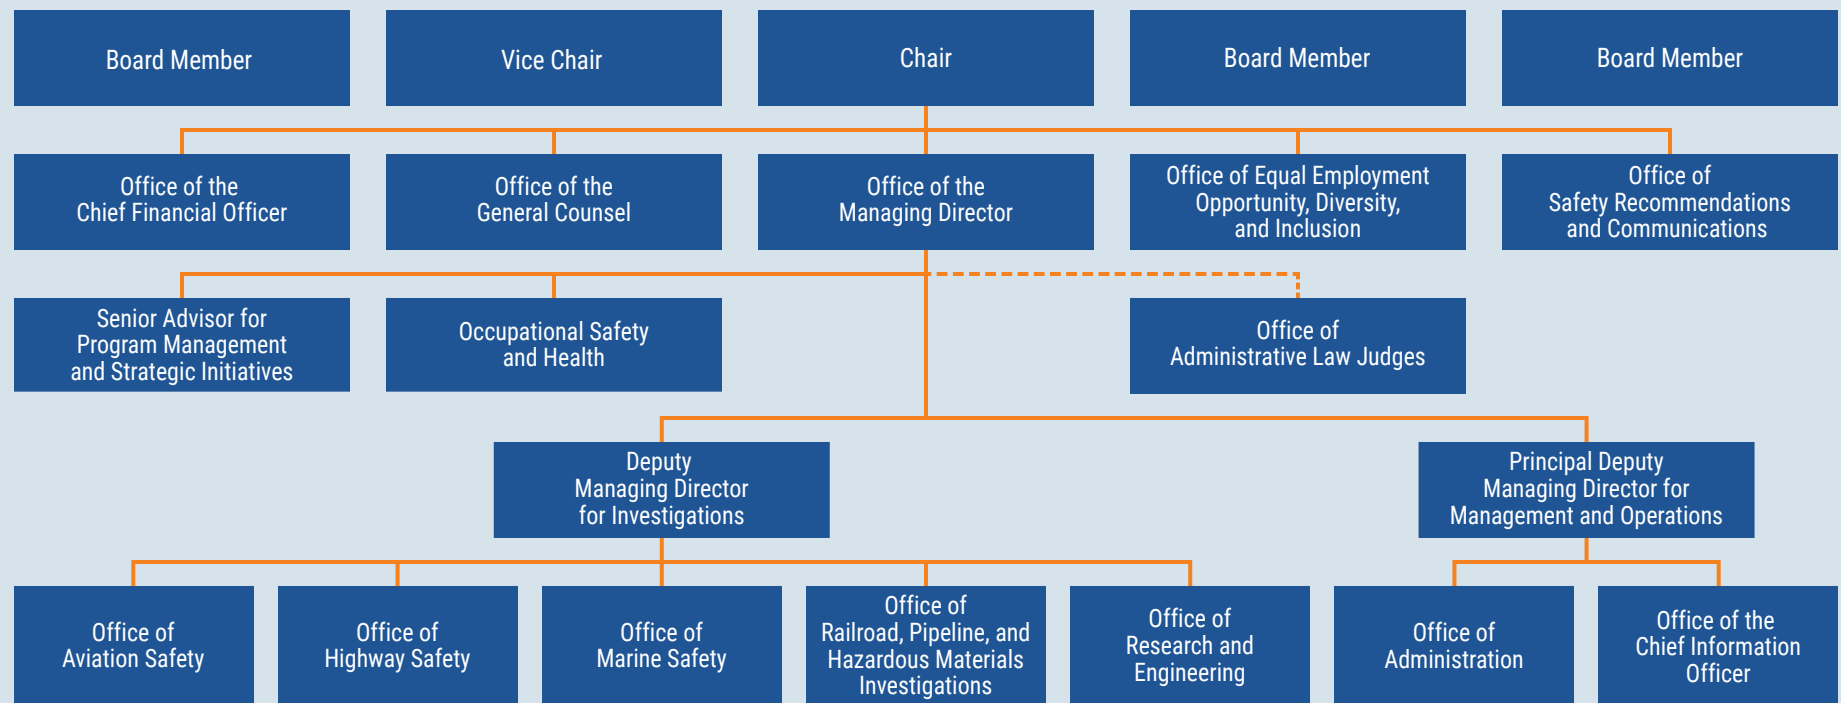 Board Member
Vice Chair
Chair
Board Member
Board Member
Office of the
Chief Financial Officer
Office of the
General Counsel
Office of the
Managing Director
Office of Equal Employment
Opportunity, Diversity,
and Inclusion
Office of
Safety Recommendations
and Communications
Senior Advisor for
Program Management
and Strategic Initiatives
Occupational Safety
and Health
Office of
Administrative Law Judges
Deputy
Managing Director
for Investigations
Principal Deputy
Managing Director for
Management and Operations
Office of
Aviation Safety
Office of
Highway Safety
Office of
Marine Safety
Office of
Railroad, Pipeline, and
Hazardous Materials
Investigations
Office of
Research and
Engineering
Office of
Administration
Office of the
Chief Information
Officer